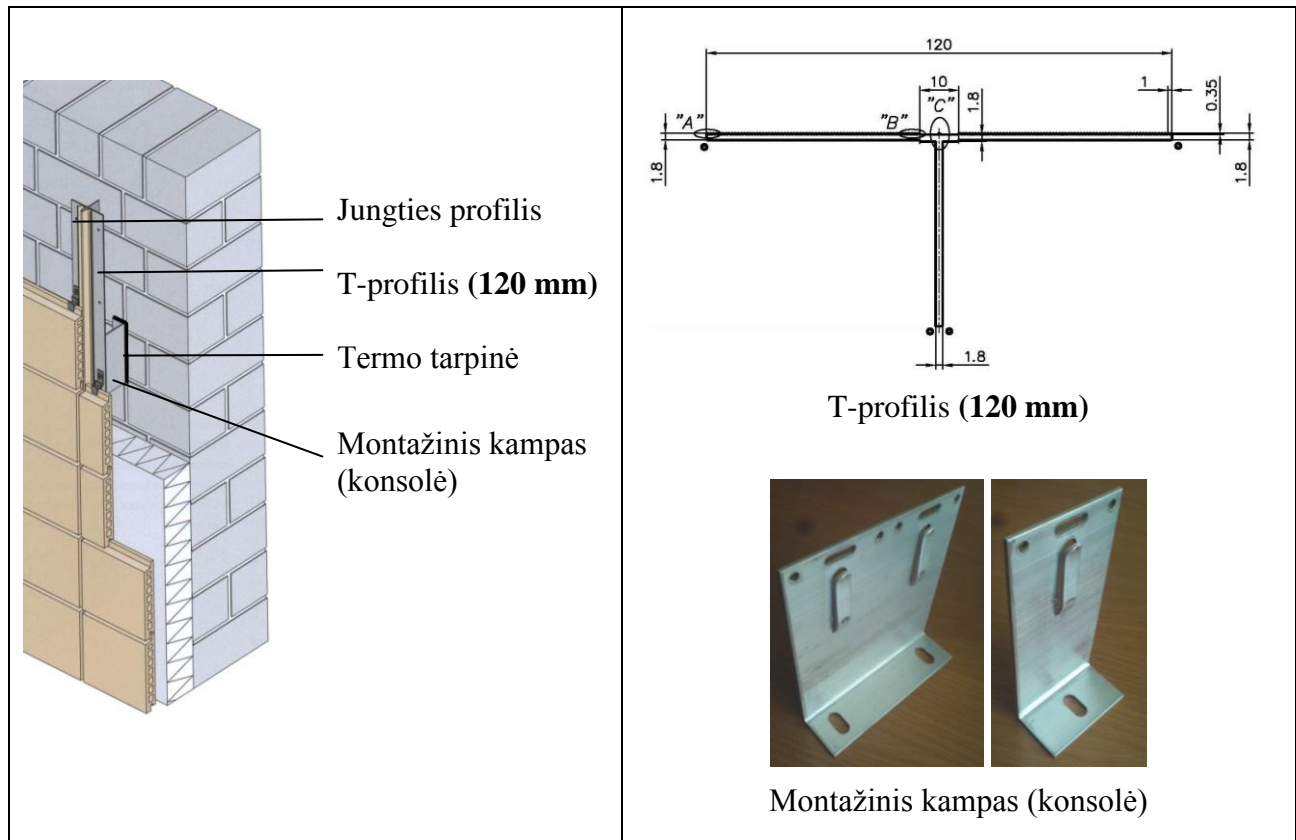 Jungties profilis
T-profilis (120 mm)
Termo tarpinė
Montažinis kampas
(konsolė)
120
10
1
"A"
"B"
"C"
1.8
0.35
1.8
1.8
1.8
T-profilis (120 mm)
Montažinis kampas (konsolė)